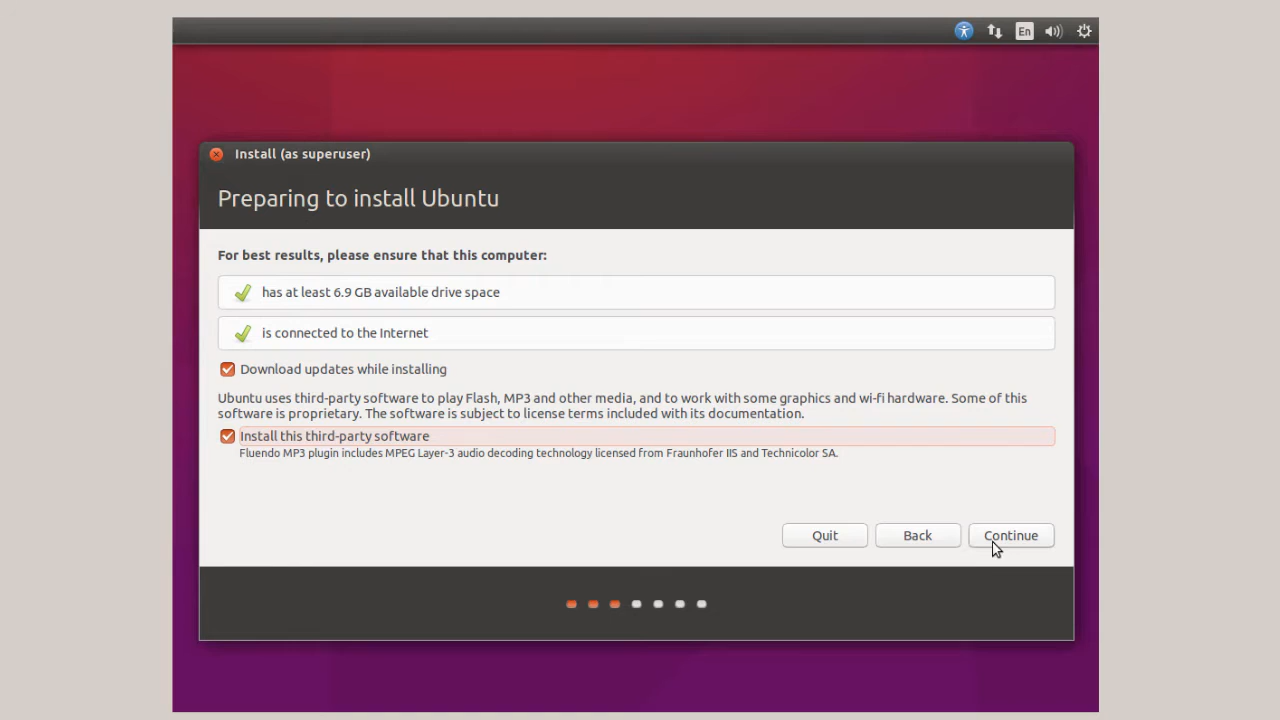 En
Install (as superuser)
Preparing to install Ubuntu
For best results, please ensure that this computer:
has at least 6.9 GB available drive space
is connected to the Internet
Download updates while installing
Ubuntu uses third-party software to play Flash, MP3 and other media, and to work with some graphics and wi-fi hardware. Some of this
software is proprietary. The software is subject to license terms included with its documentation.
Install this third-party software
Fluendo MP3 plugin includes MPEG Layer-3 audio decoding technology licensed from Fraunhofer IIS and Technicolor SA.
Quit Back Continue